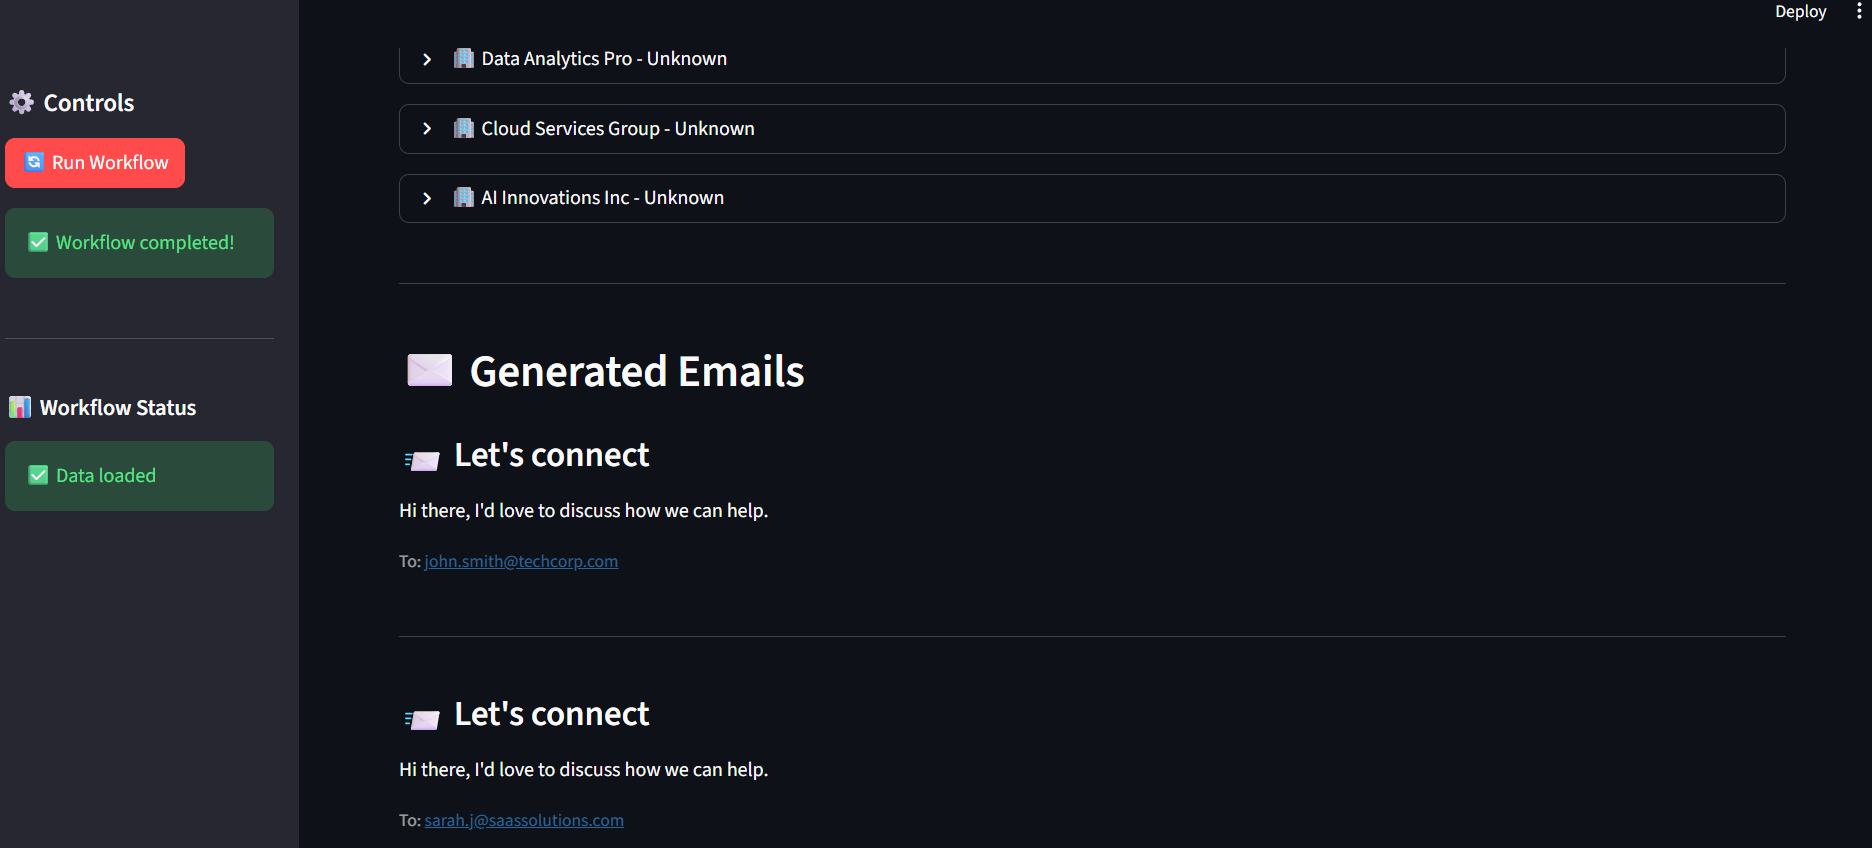 Deploy
Controls
Run Workflow
Workflow completed!
Workflow Status
Data loaded
Data Analytics Pro - Unknown
Cloud Services Group - Unknown
AI Innovations Inc - Unknown
Generated Emails
Let's connect
Hi there, I'd love to discuss how we can help.
To: john.smith@techcorp.com
Let's connect
Hi there, I'd love to discuss how we can help.
To: sarah.j@saassolutions.com